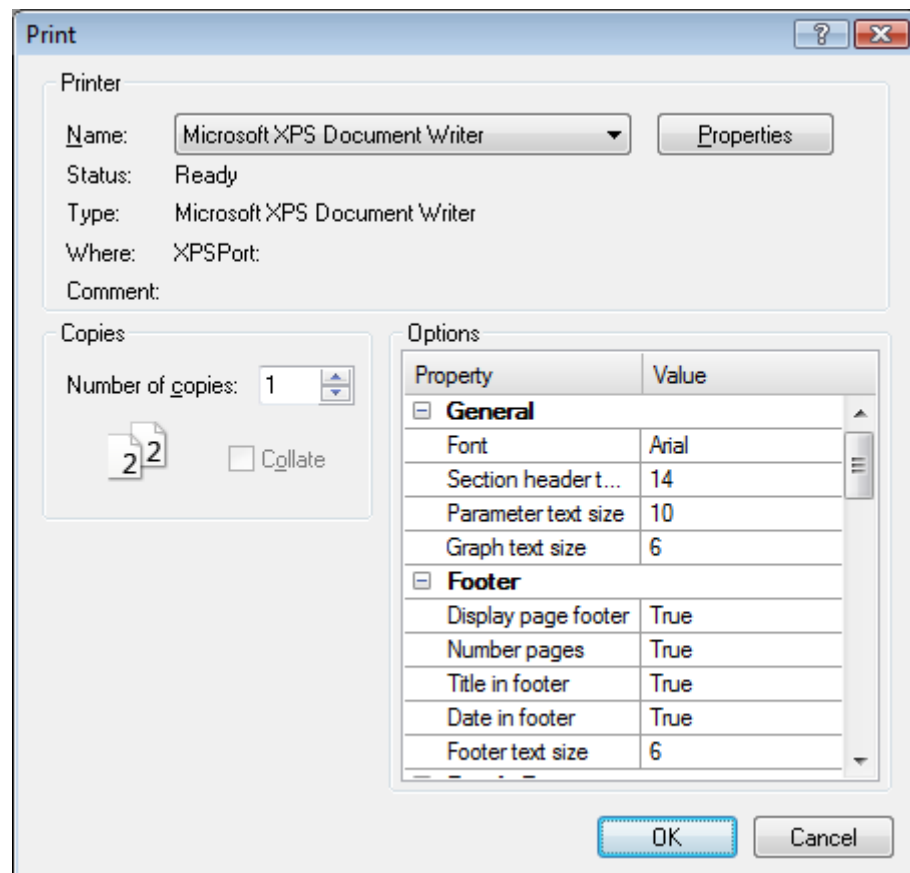 Print
Printer
Name: Microsoft XPS Document Writer Properties
Status: Ready
Type: Microsoft XPS Document Writer
Where: XPSPort:
Comment:
Copies
Number of copies: 1
2 2
Collate
Options
Property Value
General
Font Arial
Section header t... 14
Parameter text size 10
Graph text size 6
Footer
Display page footer True
Number pages True
Title in footer True
Date in footer True
Footer text size 6
OK Cancel